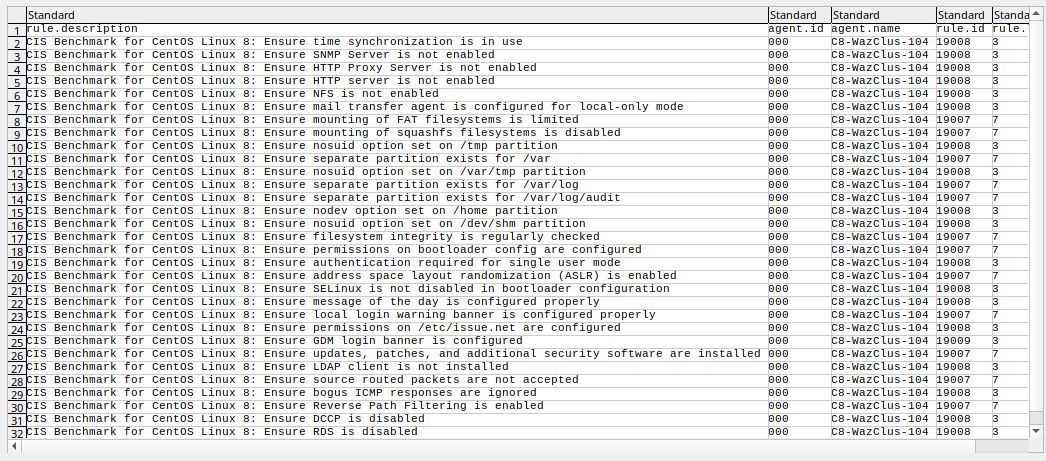 Standard Standard Standard Standard Standa
1 rule.description agent.id agent.name rule.id rule.
2 CIS Benchmark for CentOS Linux 8: Ensure time synchronization is in use 000 C8-WazClus-104 19008 3
3 CIS Benchmark for CentOS Linux 8: Ensure SNMP Server is not enabled 000 C8-WazClus-104 19008 3
4 CIS Benchmark for CentOS Linux 8: Ensure HTTP Proxy Server is not enabled 000 C8-WazClus-104 19008 3
5 CIS Benchmark for CentOS Linux 8: Ensure HTTP server is not enabled 000 C8-WazClus-104 19008 3
6 CIS Benchmark for CentOS Linux 8: Ensure NFS is not enabled 000 C8-WazClus-104 19008 3
7 CIS Benchmark for CentOS Linux 8: Ensure mail transfer agent is configured for local-only mode 000 C8-WazClus-104 19008 3
8 CIS Benchmark for CentOS Linux 8: Ensure mounting of FAT filesystems is limited 000 C8-WazClus-104 19007 7
9 CIS Benchmark for CentOS Linux 8: Ensure mounting of squashfs filesystems is disabled 000 C8-WazClus-104 19007 7
10 CIS Benchmark for CentOS Linux 8: Ensure nosuid option set on /tmp partition 000 C8-WazClus-104 19008 3
11 CIS Benchmark for CentOS Linux 8: Ensure separate partition exists for /var 000 C8-WazClus-104 19007 7
12 CIS Benchmark for CentOS Linux 8: Ensure nosuid option set on /var/tmp partition 000 C8-WazClus-104 19008 3
13 CIS Benchmark for CentOS Linux 8: Ensure separate partition exists for /var/log 000 C8-WazClus-104 19007 7
14 CIS Benchmark for CentOS Linux 8: Ensure separate partition exists for /var/log/audit 000 C8-WazClus-104 19007 7
15 CIS Benchmark for CentOS Linux 8: Ensure nodev option set on /home partition 000 C8-WazClus-104 19008 3
16 CIS Benchmark for CentOS Linux 8: Ensure nosuid option set on /dev/shm partition 000 C8-WazClus-104 19008 3
17 CIS Benchmark for CentOS Linux 8: Ensure filesystem integrity is regularly checked 000 C8-WazClus-104 19007 7
18 CIS Benchmark for CentOS Linux 8: Ensure permissions on bootloader config are configured 000 C8-WazClus-104 19007 7
19 CIS Benchmark for CentOS Linux 8: Ensure authentication required for single user mode 000 C8-WazClus-104 19008 3
20 CIS Benchmark for CentOS Linux 8: Ensure address space layout randomization (ASLR) is enabled 000 C8-WazClus-104 19007 7
21 CIS Benchmark for CentOS Linux 8: Ensure SELinux is not disabled in bootloader configuration 000 C8-WazClus-104 19008 3
22 CIS Benchmark for CentOS Linux 8: Ensure message of the day is configured properly 000 C8-WazClus-104 19008 3
23 CIS Benchmark for CentOS Linux 8: Ensure local login warning banner is configured properly 000 C8-WazClus-104 19007 7
24 CIS Benchmark for CentOS Linux 8: Ensure permissions on /etc/issue.net are configured 000 C8-WazClus-104 19008 3
25 CIS Benchmark for CentOS Linux 8: Ensure GDM login banner is configured 000 C8-WazClus-104 19009 3
26 CIS Benchmark for CentOS Linux 8: Ensure updates, patches, and additional security software are installed 000 C8-WazClus-104 19007 7
27 CIS Benchmark for CentOS Linux 8: Ensure LDAP client is not installed 000 C8-WazClus-104 19008 3
28 CIS Benchmark for CentOS Linux 8: Ensure source routed packets are not accepted 000 C8-WazClus-104 19007 7
29 CIS Benchmark for CentOS Linux 8: Ensure bogus ICMP responses are ignored 000 C8-WazClus-104 19008 3
30 CIS Benchmark for CentOS Linux 8: Ensure Reverse Path Filtering is enabled 000 C8-WazClus-104 19007 7
31 CIS Benchmark for CentOS Linux 8: Ensure DCCP is disabled 000 C8-WazClus-104 19008 3
32 CIS Benchmark for CentOS Linux 8: Ensure RDS is disabled 000 C8-WazClus-104 19008 3